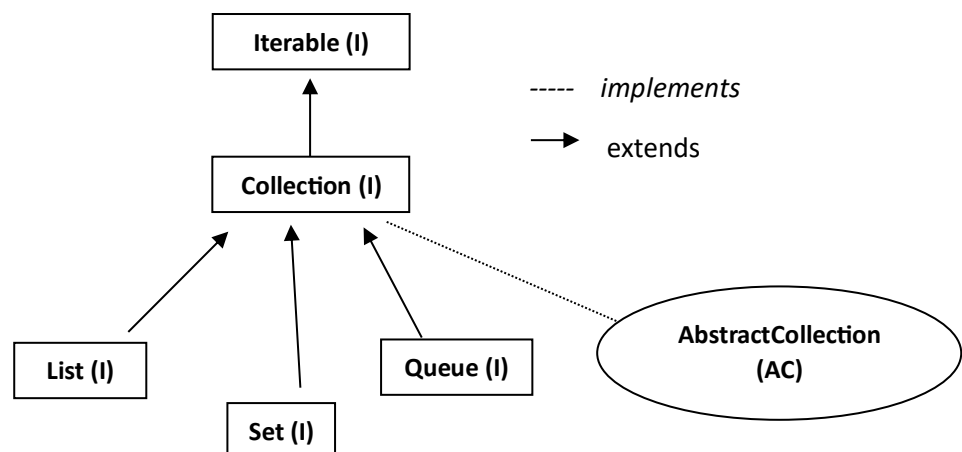 Iterable (I)
----- implements
extends
Collection (I)
List (I)
Set (I)
Queue (I)
AbstractCollection
(AC)